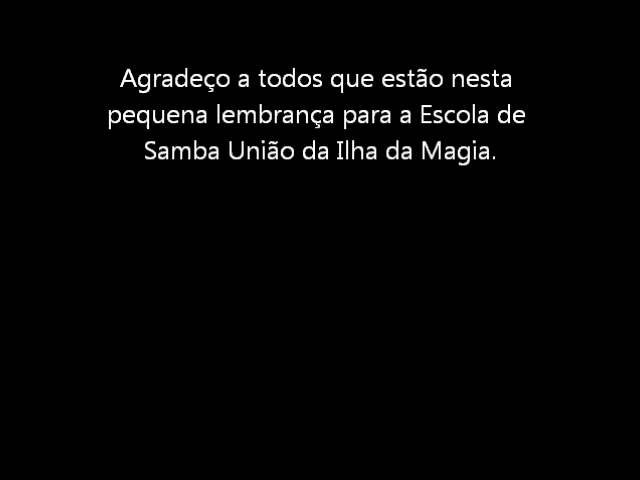 Agradeço a todos que estão nesta
pequena lembrança para a Escola de
Samba União da Ilha da Magia.